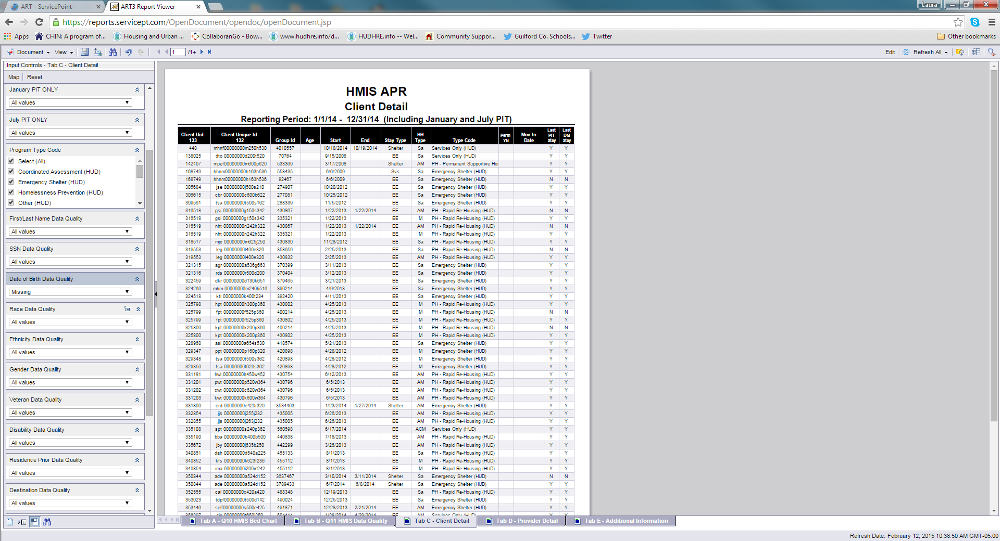 ART - ServicePoint
ART3 Report Viewer
Laura
https://reports.servicept.com/OpenDocument/opendoc/openDocument.jsp
Apps
CHIN: A program of...
Housing and Urban ...
CollaboranGo - Bow...
www.hudhre.info/d...
HUDHRE.info -- Wel...
Community Suppor...
Guilford Co. Schools...
Twitter
Other bookmarks
Document View 1 /1+ Edit Refresh All
Input Controls - Tab C - Client Detail
Map Reset
January PIT ONLY
All values
July PIT ONLY
All values
Program Type Code
Select (All)
Coordinated Assessment (HUD)
Emergency Shelter (HUD)
Homelessness Prevention (HUD)
Other (HUD)
First/Last Name Data Quality
All values
SSN Data Quality
All values
Date of Birth Data Quality
Missing
Race Data Quality
All values
Ethnicity Data Quality
All values
Gender Data Quality
All values
Veteran Data Quality
All values
Disability Data Quality
All values
Residence Prior Data Quality
All values
Destination Data Quality
All values
HMIS APR
Client Detail
Reporting Period: 1/1/14 - 12/31/14 (Including January and July PIT)
Client Uid 133 Client Unique Id 132 Group Id Age Start End Stay Type HH Type Type Code Perm YN Mov-In Date Last PIT Stay Last DQ Stay
448 mhnf00000000m250h530 4010557 10/18/2014 10/19/2014 Shelter Sa Services Only (HUD) Y Y
138025 dto 00000000d200t520 70764 9/15/2008 EE Sa Services Only (HUD) Y Y
142407 mpef00000000m600p620 533369 3/17/2008 Shelter AM PH - Permanent Supportive Ho Y Y
168749 hhnm00000000h163h536 558435 6/6/2009 Svs Sa Emergency Shelter (HUD) Y Y
168749 hhnm00000000h163h536 92467 6/6/2009 EE Sa Emergency Shelter (HUD) N N
305684 jse 00000000j500s210 274907 10/20/2012 EE Sa Emergency Shelter (HUD) Y Y
306615 cbr 00000000c600b622 277081 10/25/2012 EE Sa Emergency Shelter (HUD) Y Y
309561 tsa 00000000t500s162 288339 11/5/2012 EE Sa Emergency Shelter (HUD) Y Y
316518 gsi 00000000g150s342 430867 1/22/2013 1/22/2014 EE AM PH - Rapid Re-Housing (HUD) N N
316518 gsi 00000000g150s342 335321 1/22/2013 EE M PH - Rapid Re-Housing (HUD) Y Y
316519 nht 00000000n242h322 430867 1/22/2013 1/22/2014 EE AM PH - Rapid Re-Housing (HUD) N N
316519 nht 00000000n242h322 335321 1/22/2013 EE M PH - Rapid Re-Housing (HUD) Y Y
318517 mjc 00000000m625j250 430830 11/28/2012 EE Sa PH - Rapid Re-Housing (HUD) Y Y
319553 leg 00000000l400e320 358659 2/25/2013 EE Sa PH - Rapid Re-Housing (HUD) N N
319553 leg 00000000l400e320 430832 2/25/2013 EE AM PH - Rapid Re-Housing (HUD) Y Y
321315 agr 00000000a536g663 370399 3/11/2013 EE Sa Emergency Shelter (HUD) Y Y
321316 rds 00000000r500d200 370404 3/12/2013 EE Sa Emergency Shelter (HUD) Y Y
322459 dkr 00000000d130k651 379465 3/21/2013 EE Sa Emergency Shelter (HUD) Y Y
324260 mhm 00000000m240h516 390214 4/9/2013 EE Sa Emergency Shelter (HUD) Y Y
324518 kti 00000000k400t234 392420 4/11/2013 EE Sa Emergency Shelter (HUD) Y Y
325798 hpt 00000000h300p360 430802 4/25/2013 EE M PH - Rapid Re-Housing (HUD) Y Y
325799 fpt 00000000f525p360 400214 4/25/2013 EE M PH - Rapid Re-Housing (HUD) N N
325799 fpt 00000000f525p360 430802 4/25/2013 EE M PH - Rapid Re-Housing (HUD) Y Y
325800 kpt 00000000k200p360 400214 4/25/2013 EE M PH - Rapid Re-Housing (HUD) N N
325800 kpt 00000000k200p360 430802 4/25/2013 EE M PH - Rapid Re-Housing (HUD) Y Y
328968 asi 00000000a654s530 418574 5/21/2013 EE Sa Emergency Shelter (HUD) Y Y
329347 ppt 00000000p160p320 420898 4/28/2012 EE M Emergency Shelter (HUD) Y Y
329348 tsa 00000000t500s362 420898 4/28/2012 EE M Emergency Shelter (HUD) Y Y
329350 fsa 00000000f620s362 420898 4/28/2012 EE M Emergency Shelter (HUD) Y Y
331181 hwl 00000000h450w452 430754 6/12/2013 EE AM PH - Rapid Re-Housing (HUD) Y Y
331201 pwt 00000000p520w364 430796 6/5/2013 EE AM PH - Rapid Re-Housing (HUD) Y Y
331202 cwt 00000000c620w364 430796 6/5/2013 EE AM PH - Rapid Re-Housing (HUD) Y Y
331203 kwt 00000000k600w364 430796 6/5/2013 EE AM PH - Rapid Re-Housing (HUD) Y Y
331800 erd 00000000e420r320 3534403 1/23/2014 1/27/2014 Shelter AM Emergency Shelter (HUD) Y Y
332854 jjs 00000000j255j232 435005 6/26/2013 EE AM PH - Rapid Re-Housing (HUD) Y Y
332855 jjs 00000000j263j232 435005 6/26/2013 EE AM PH - Rapid Re-Housing (HUD) Y Y
335108 spt 00000000s240p362 560598 6/17/2014 EE ACM Services Only (HUD) Y Y
335190 bba 00000000b400b500 440838 7/18/2013 EE AM PH - Rapid Re-Housing (HUD) Y Y
335672 jby 00000000j635b250 442299 3/26/2013 EE AM PH - Rapid Re-Housing (HUD) Y Y
340851 dah 00000000d540a225 455133 8/1/2013 EE Sa PH - Rapid Re-Housing (HUD) Y Y
340852 kfs 00000000k623f236 455112 8/1/2013 EE M PH - Rapid Re-Housing (HUD) Y Y
340854 ima 00000000i200m242 455112 8/1/2013 EE M PH - Rapid Re-Housing (HUD) Y Y
350844 ade 00000000a524d152 3637467 3/10/2014 3/11/2014 Shelter Sa Emergency Shelter (HUD) N N
350844 ade 00000000a524d152 3789433 6/7/2014 6/8/2014 Shelter Sa Emergency Shelter (HUD) Y Y
352555 cal 00000000c420a420 488348 12/19/2013 EE Sa PH - Rapid Re-Housing (HUD) Y Y
353023 tdpf00000000t500d142 490024 12/25/2013 EE Sa Emergency Shelter (HUD) Y Y
353446 self00000000s500e425 491871 12/28/2013 2/21/2014 EE AM Emergency Shelter (HUD) Y Y
Tab A - Q10 HMIS Bed Chart
Tab B - Q11 HMIS Data Quality
Tab C - Client Detail
Tab D - Provider Detail
Tab E - Additional Information
Refresh Date: February 12, 2015 10:38:50 AM GMT-05:00